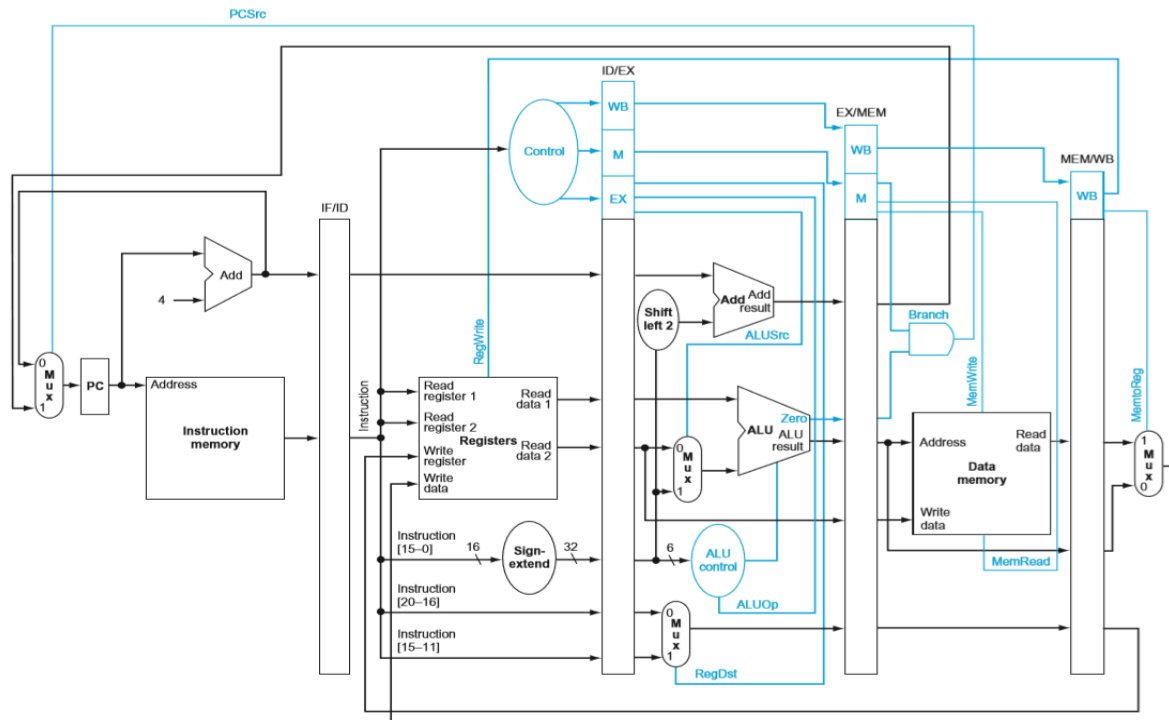 PCSrc
ID/EX
WB
EX/MEM
Control
M
WB
MEM/WB
EX
M
WB
IF/ID
Add
4
Add
Add
result
Shift
left 2
ALUSrc
Branch
RegWrite
MemWrite
MemtoReg
0
Mux
1
PC
Address
Instruction
memory
Instruction
Read
register 1
Read
data 1
Read
register 2
Registers
Read
data 2
Write
register
Write
data
0
Mux
1
Zero
ALU
ALU
result
Address
Read
data
Data
memory
Write
data
1
Mux
0
Instruction
[15–0]
16
Sign-
extend
32
6
ALU
control
MemRead
Instruction
[20–16]
ALUOp
Instruction
[15–11]
0
Mux
1
RegDst